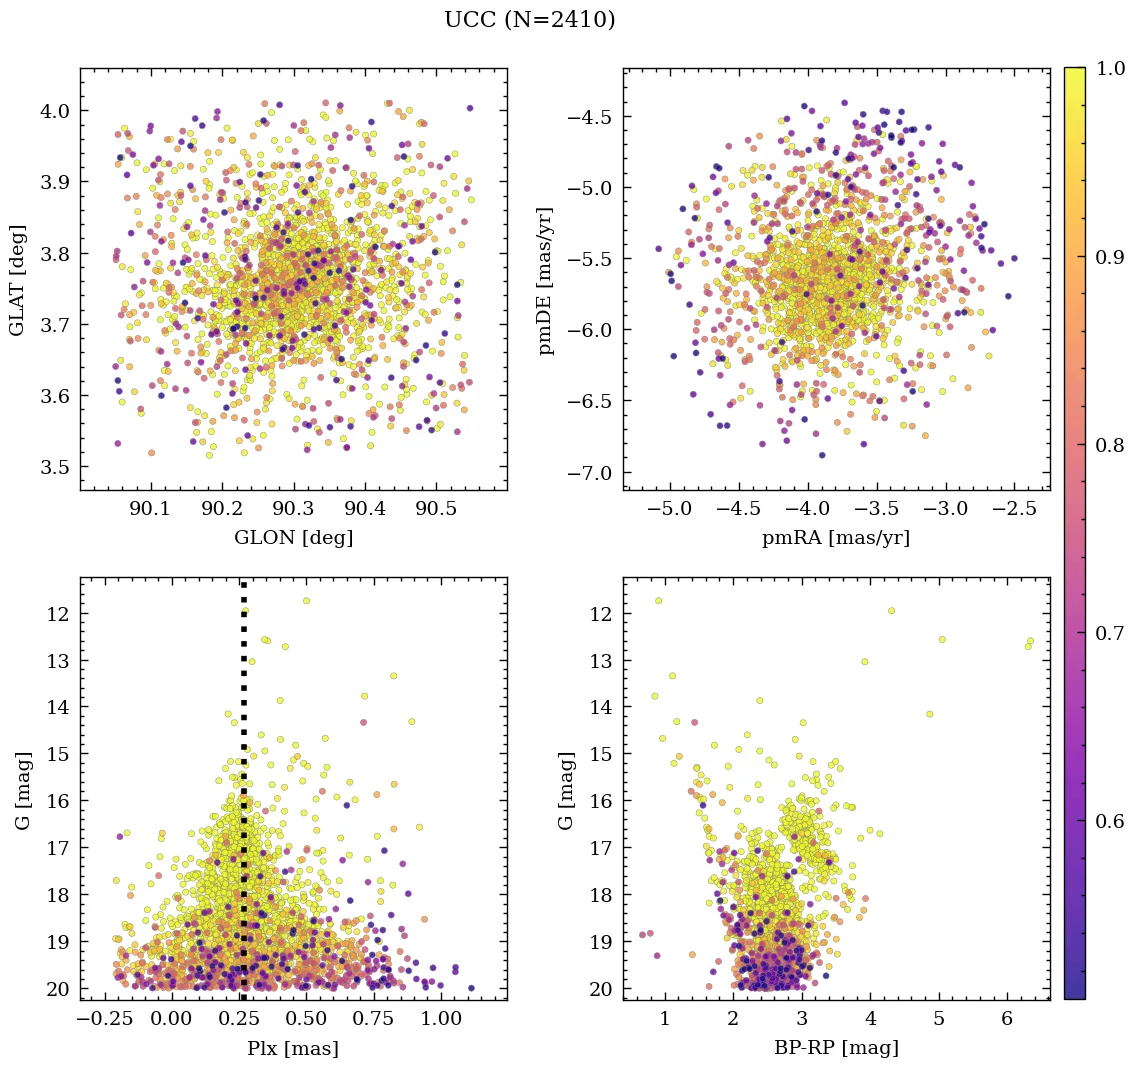 UCC (N=2410)
4.0
3.9
3.8
3.7
3.6
3.5
GLAT [deg]
90.1 90.2 90.3 90.4 90.5
GLON [deg]
−4.5
−5.0
−5.5
−6.0
−6.5
−7.0
pmDE [mas/yr]
−5.0 −4.5 −4.0 −3.5 −3.0 −2.5
pmRA [mas/yr]
12
13
14
15
16
17
18
19
20
G [mag]
−0.25 0.00 0.25 0.50 0.75 1.00
Plx [mas]
12
13
14
15
16
17
18
19
20
G [mag]
1 2 3 4 5 6
BP-RP [mag]
1.0
0.9
0.8
0.7
0.6